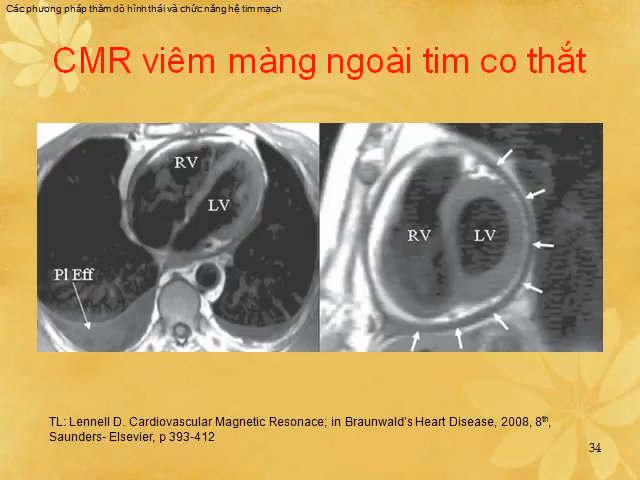 Các phương pháp thăm dò hình thái và chức năng hệ tim mạch
CMR viêm màng ngoài tim co thắt
RV
LV
Pl Eff
RV
LV
TL: Lennell D. Cardiovascular Magnetic Resonace; in Braunwald's Heart Disease, 2008, 8th,
Saunders- Elsevier, p 393-412
34